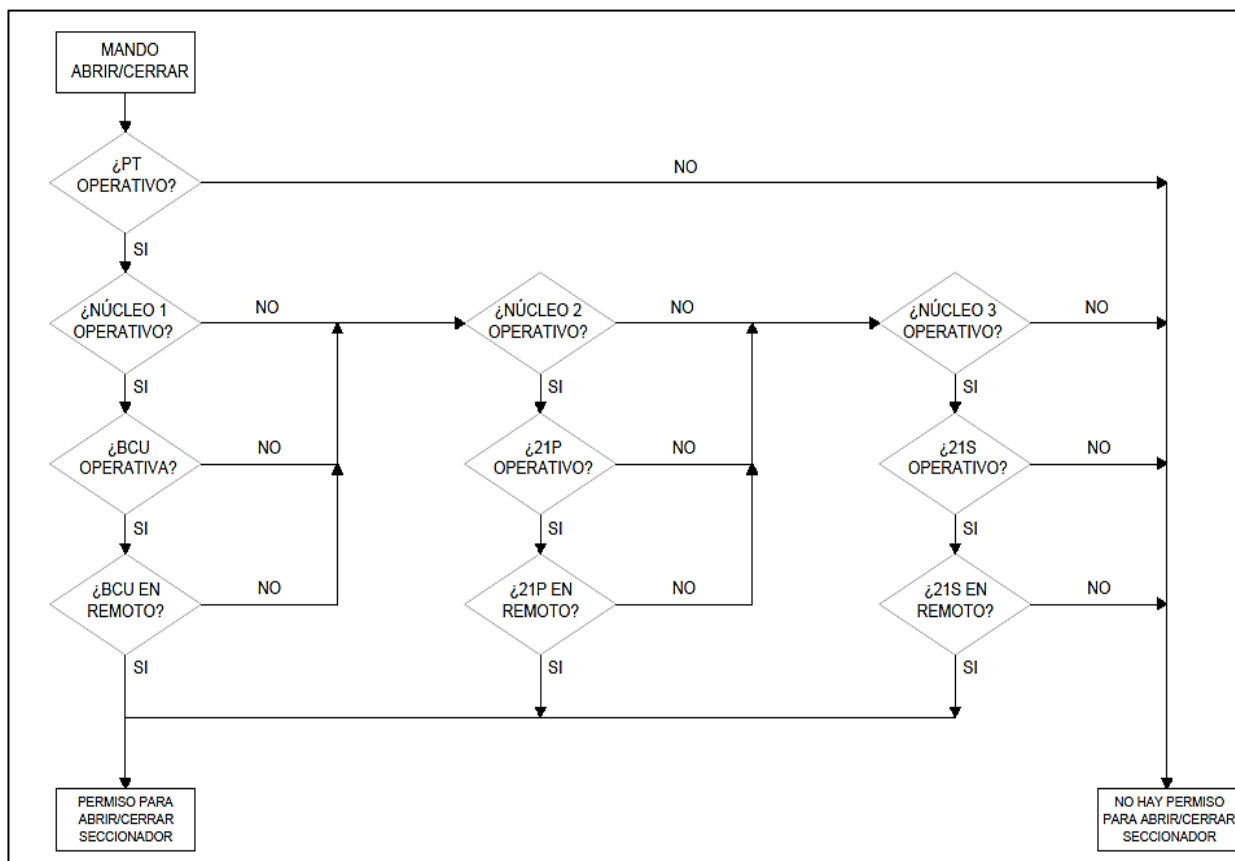 MANDO
ABRIR/CERRAR
¿PT
OPERATIVO?
NO
SI
¿NÚCLEO 1
OPERATIVO?
NO
¿NÚCLEO 2
OPERATIVO?
NO
¿NÚCLEO 3
OPERATIVO?
NO
SI
SI
SI
¿BCU
OPERATIVA?
NO
¿21P
OPERATIVO?
NO
¿21S
OPERATIVO?
NO
SI
SI
SI
¿BCU EN
REMOTO?
NO
¿21P EN
REMOTO?
NO
¿21S EN
REMOTO?
NO
SI
SI
SI
PERMISO PARA
ABRIR/CERRAR
SECCIONADOR
NO HAY PERMISO
PARA ABRIR/CERRAR
SECCIONADOR